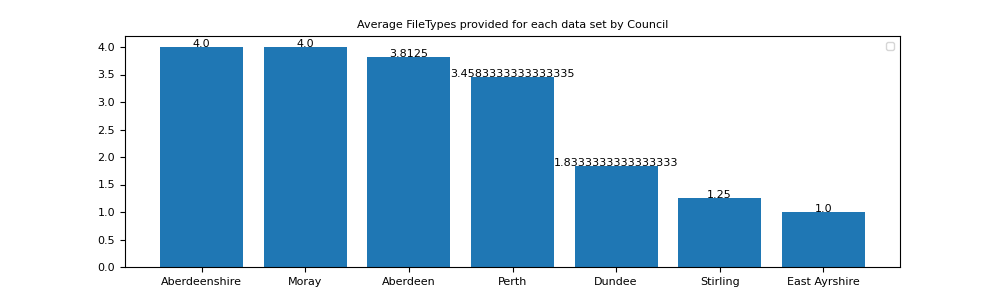 Average FileTypes provided for each data set by Council
4.0
3.5
3.0
2.5
2.0
1.5
1.0
0.5
0.0
4.0
4.0
3.8125
3.4583333333333335
1.8333333333333333
1.25
1.0
Aberdeenshire
Moray
Aberdeen
Perth
Dundee
Stirling
East Ayrshire